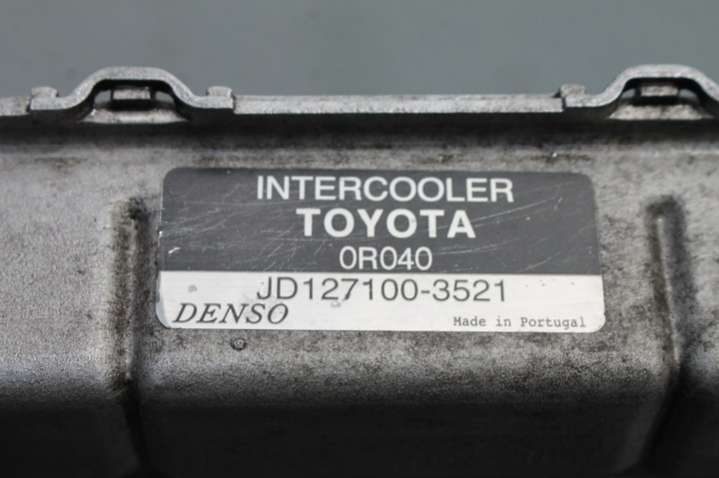 INTERCOOLER
TOYOTA
0R040
JD127100-3521
DENSO
Made in Portugal